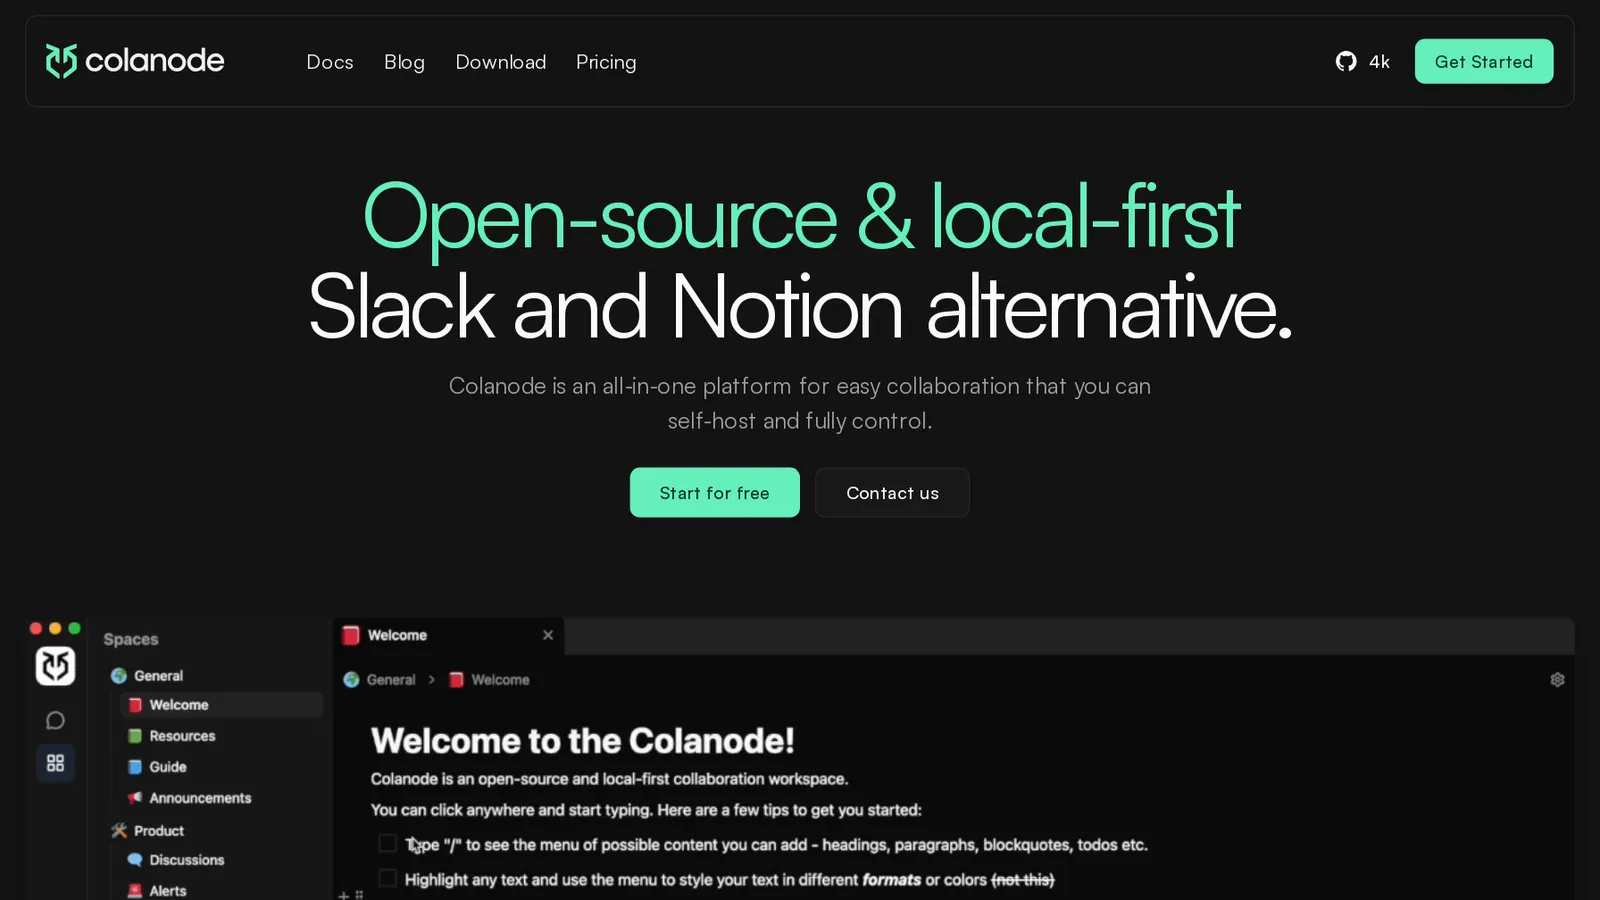 colanode
Docs
Blog
Download
Pricing
4k
Get Started
Open-source & local-first
Slack and Notion alternative.
Colanode is an all-in-one platform for easy collaboration that you can
self-host and fully control.
Start for free
Contact us
Spaces
General
Welcome
Resources
Guide
Announcements
Product
Discussions
Alerts
Welcome
General > Welcome
Welcome to the Colanode!
Colanode is an open-source and local-first collaboration workspace.
You can click anywhere and start typing. Here are a few tips to get you started:
Type "/" to see the menu of possible content you can add - headings, paragraphs, blockquotes, todos etc.
Highlight any text and use the menu to style your text in different formats or colors (not this)